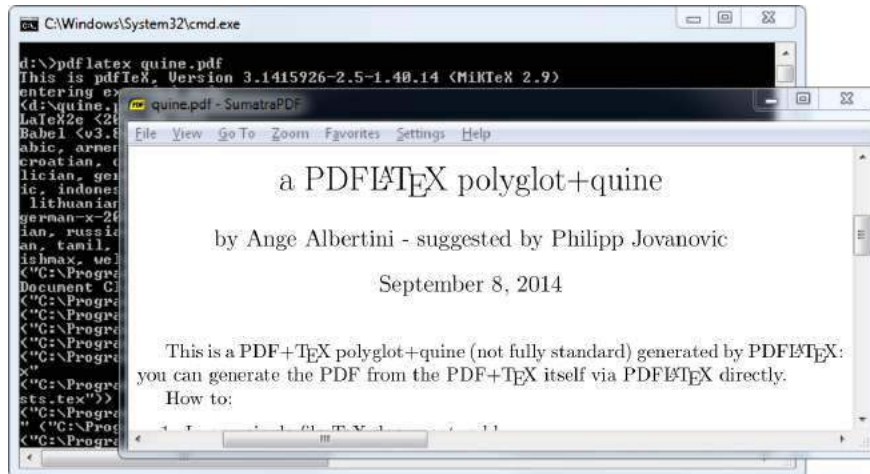 C:\Windows\System32\cmd.exe
d:\>pdflatex quine.pdf
This is pdfTeX, Version 3.1415926-2.5-1.40.14 (MiKTeX 2.9)
entering ex
(d:\quine.p
LaTeX2e <20
Babel <v3.8
abic, armen
croatian,
lician, ger
ic, indones
lithuanian
german-x-20
ian, russia
an, tamil,
ishmax, wel
("C:\Progra
Document Cl
("C:\Progra
("C:\Progra
("C:\Progra
("C:\Progra
("C:\Progra
x"
("C:\Progra
sts.tex"))
("C:\Progra
" ("C:\Prog
("C:\Progra
quine.pdf - SumatraPDF
File View Go To Zoom Favorites Settings Help
a PDFLATEX polyglot+quine
by Ange Albertini - suggested by Philipp Jovanovic
September 8, 2014
This is a PDF+TEX polyglot+quine (not fully standard) generated by PDFLATEX:
you can generate the PDF from the PDF+TEX itself via PDFLATEX directly.
How to: